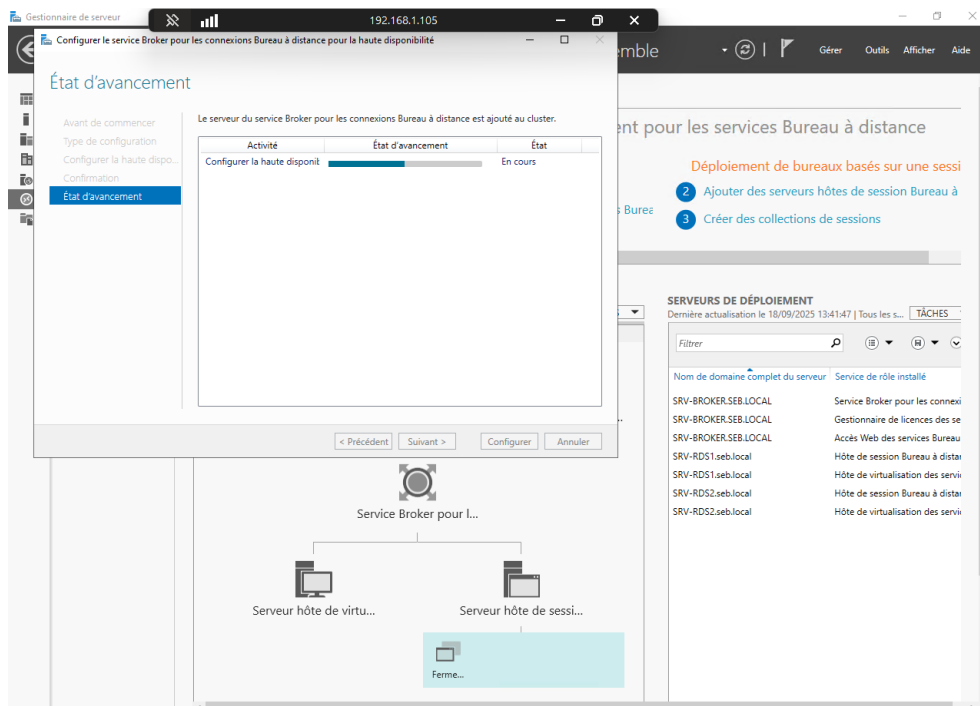 Gestionnaire de serveur
192.168.1.105
Configurer le service Broker pour les connexions Bureau à distance pour la haute disponibilité
emble
Gérer Outils Afficher Aide
État d'avancement
Avant de commencer
Type de configuration
Configurer la haute dispo...
Confirmation
État d'avancement
Le serveur du service Broker pour les connexions Bureau à distance est ajouté au cluster.
Activité État d'avancement État
Configurer la haute disponit En cours
< Précédent Suivant > Configurer Annuler
ent pour les services Bureau à distance
Déploiement de bureaux basés sur une sessi
2 Ajouter des serveurs hôtes de session Bureau à
s Burea
3 Créer des collections de sessions
SERVEURS DE DÉPLOIEMENT
Dernière actualisation le 18/09/2025 13:41:47 | Tous les s... TÂCHES
Filtrer
Nom de domaine complet du serveur Service de rôle installé
SRV-BROKER.SEB.LOCAL Service Broker pour les connexi
SRV-BROKER.SEB.LOCAL Gestionnaire de licences des se
SRV-BROKER.SEB.LOCAL Accès Web des services Bureau
SRV-RDS1.seb.local Hôte de session Bureau à distan
SRV-RDS1.seb.local Hôte de virtualisation des servic
SRV-RDS2.seb.local Hôte de session Bureau à distan
SRV-RDS2.seb.local Hôte de virtualisation des servic
Service Broker pour l...
Serveur hôte de virtu... Serveur hôte de sessi...
Ferme...